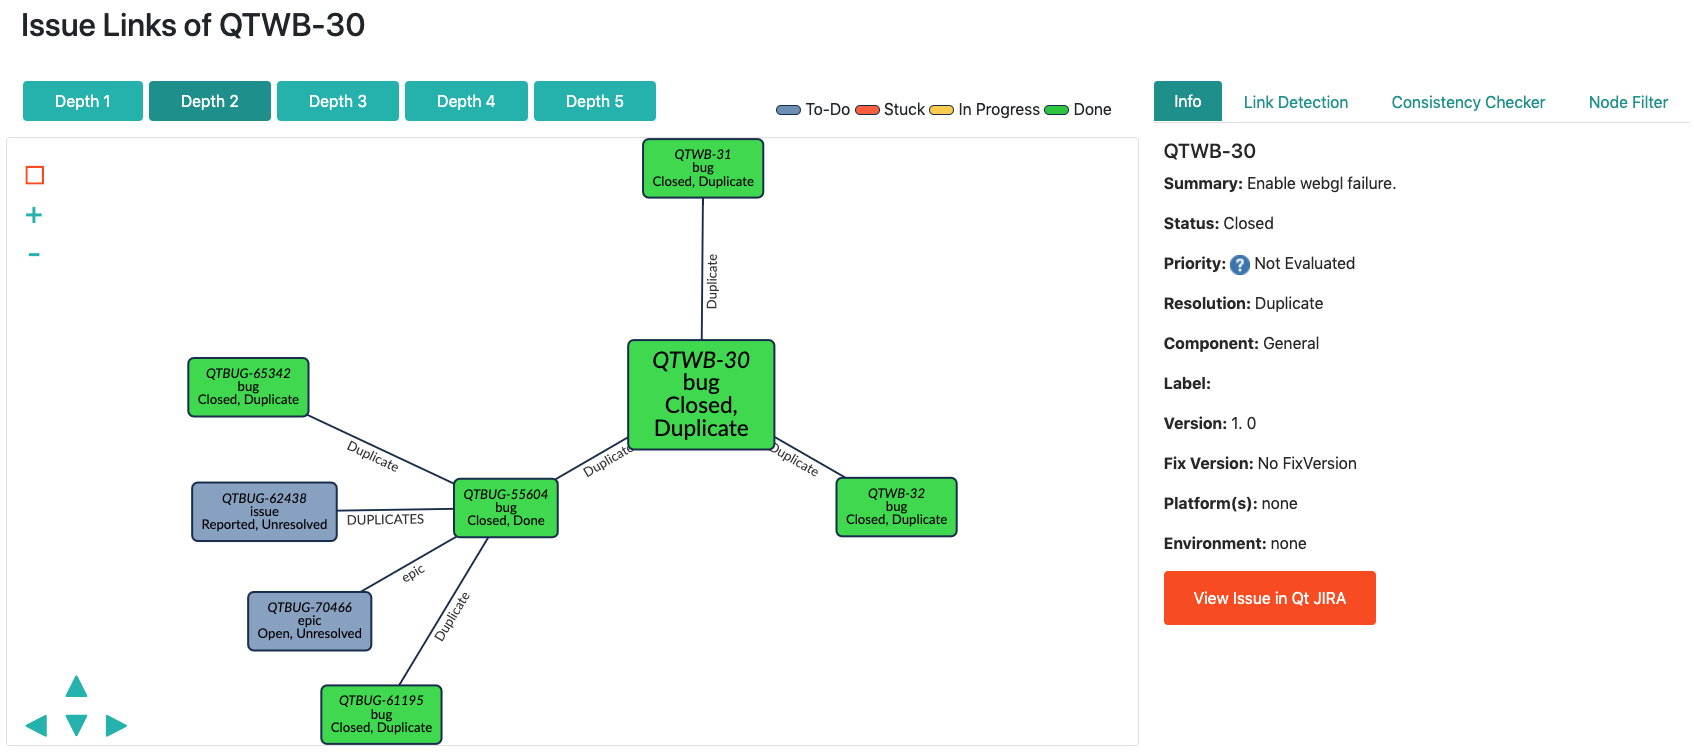 Issue Links of QTWB-30
Depth 1
Depth 2
Depth 3
Depth 4
Depth 5
To-Do
Stuck
In Progress
Done
Info
Link Detection
Consistency Checker
Node Filter
QTWB-31
bug
Closed, Duplicate
Duplicate
QTWB-30
bug
Closed,
Duplicate
QTBUG-65342
bug
Closed, Duplicate
Duplicate
Duplicate
Duplicate
QTBUG-62438
issue
Reported, Unresolved
DUPLICATES
QTBUG-55604
bug
Closed, Done
QTWB-32
bug
Closed, Duplicate
epic
Duplicate
QTBUG-70466
epic
Open, Unresolved
QTBUG-61195
bug
Closed, Duplicate
QTWB-30
Summary: Enable webgl failure.
Status: Closed
Priority: ? Not Evaluated
Resolution: Duplicate
Component: General
Label:
Version: 1. 0
Fix Version: No FixVersion
Platform(s): none
Environment: none
View Issue in Qt JIRA